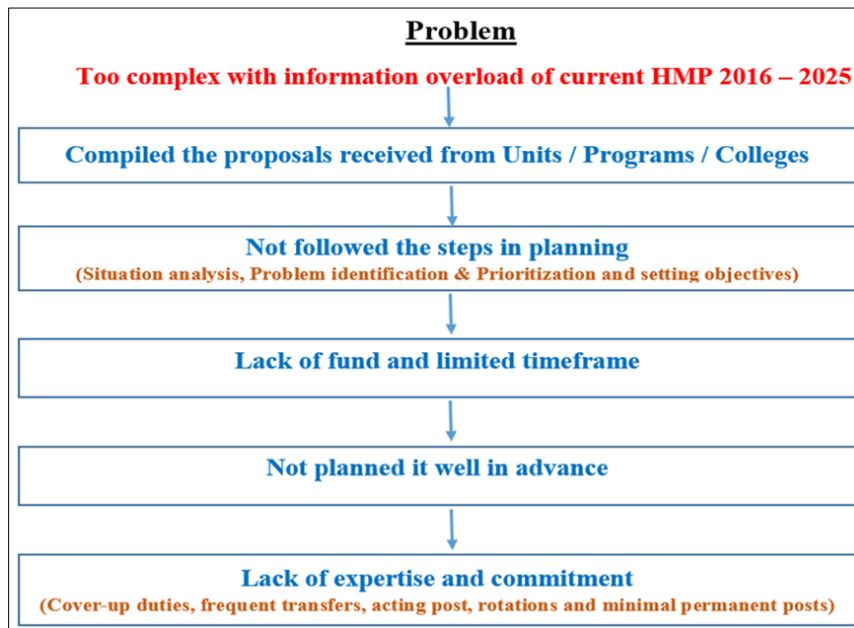 Problem
Too complex with information overload of current HMP 2016 – 2025
Compiled the proposals received from Units / Programs / Colleges
Not followed the steps in planning
(Situation analysis, Problem identification & Prioritization and setting objectives)
Lack of fund and limited timeframe
Not planned it well in advance
Lack of expertise and commitment
(Cover-up duties, frequent transfers, acting post, rotations and minimal permanent posts)